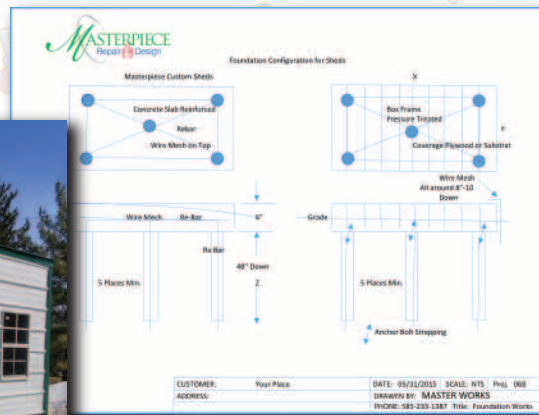 MASTERPIECE
Repair & Design
Foundation Configuration for Sheds
Masterpiece Custom Sheds
Concrete Slab Reinforced
Rebar
Wire Mesh on Top
X
Box Frame
Pressure Treated
Y
Coverage Plywood or Substrat
Wire Mesh
All around 8"-10
Down
Wire Mech
Re-Bar
6"
Grade
Re Bar
48" Down
Z
5 Places Min.
5 Places Min.
Anchor Bolt Strapping
CUSTOMER: Your Place
DATE: 05/31/2015 SCALE: NTS Proj. 068
ADDRESS:
DRAWEN BY: MASTER WORKS
PHONE: 585-233-1387 Title: Foundation Works